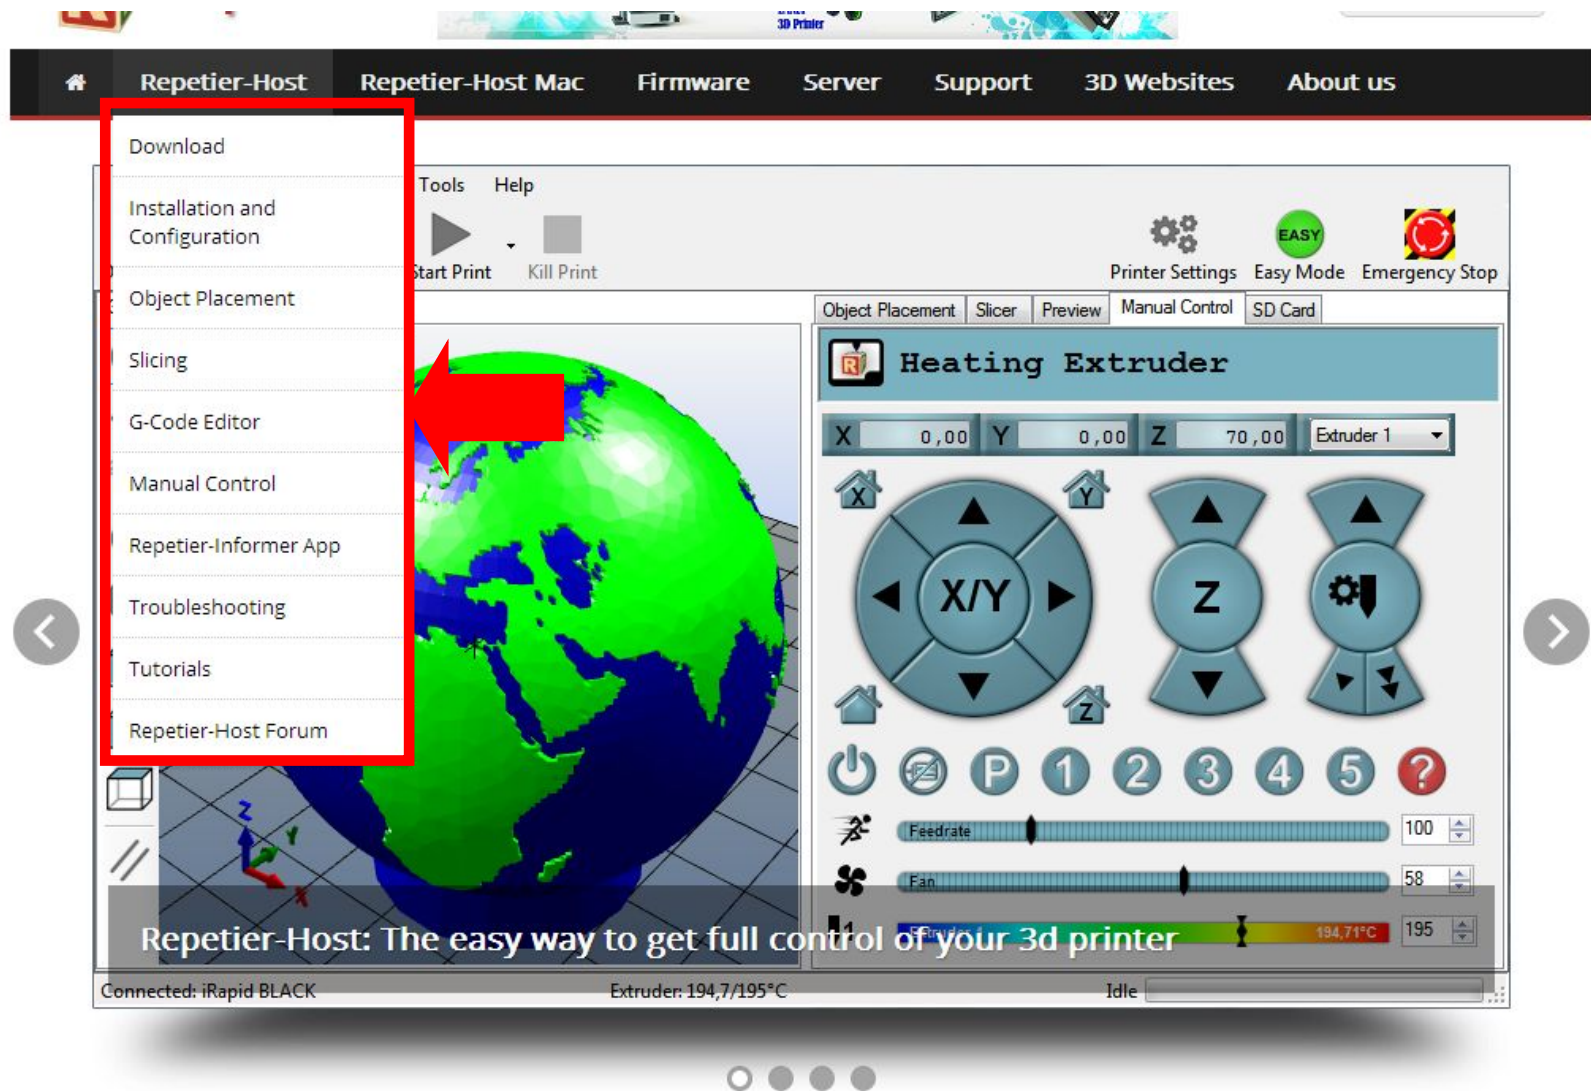 3D Printer
Repetier-Host Repetier-Host Mac Firmware Server Support 3D Websites About us
Download
Installation and
Configuration
Object Placement
Slicing
G-Code Editor
Manual Control
Repetier-Informer App
Troubleshooting
Tutorials
Repetier-Host Forum
Tools Help
Start Print Kill Print
Printer Settings Easy Mode Emergency Stop
EASY
Object Placement Slicer Preview Manual Control SD Card
R Heating Extruder
X 0,00 Y 0,00 Z 70,00 Extruder 1
X Y
X/Y Z
Z
P 1 2 3 4 5 ?
Z Y X
Feedrate 100
Fan 58
1 Extruder 1 194,71°C 195
Repetier-Host: The easy way to get full control of your 3d printer
Connected: iRapid BLACK Extruder: 194,7/195°C Idle